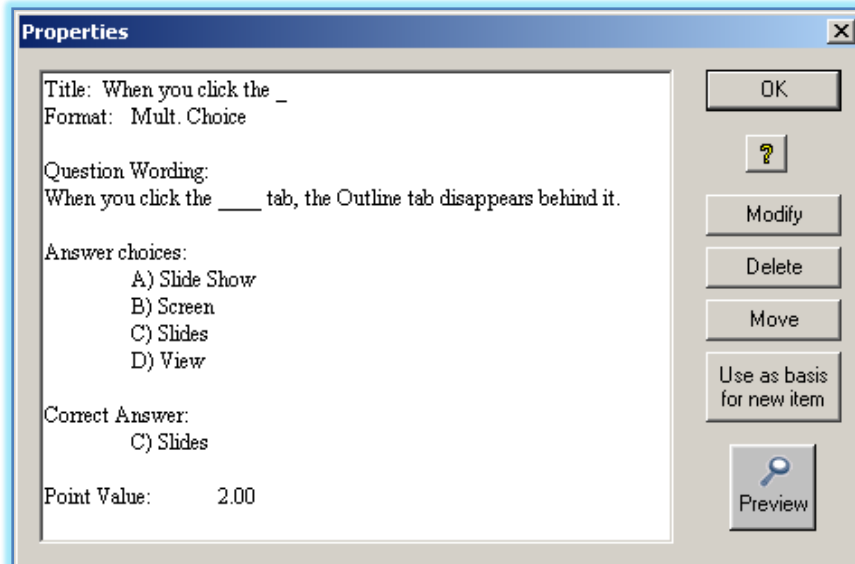 Properties
Title: When you click the _
Format: Mult. Choice
Question Wording:
When you click the ____ tab, the Outline tab disappears behind it.
Answer choices:
A) Slide Show
B) Screen
C) Slides
D) View
Correct Answer:
C) Slides
Point Value: 2.00
OK
?
Modify
Delete
Move
Use as basis
for new item
Preview